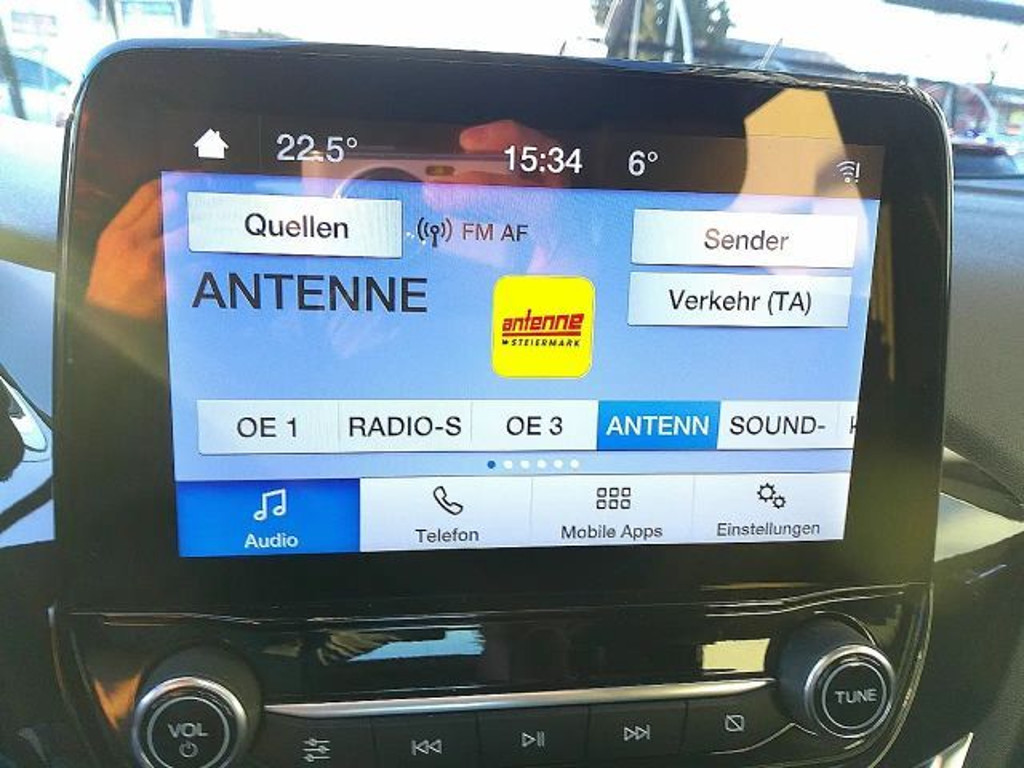 22.5° 15:34 6°
Quellen FM AF Sender
ANTENNE
Verkehr (TA)
antenne
STEIERMARK
OE 1 RADIO-S OE 3 ANTENN SOUND-
Audio Telefon Mobile Apps Einstellungen
VOL
TUNE